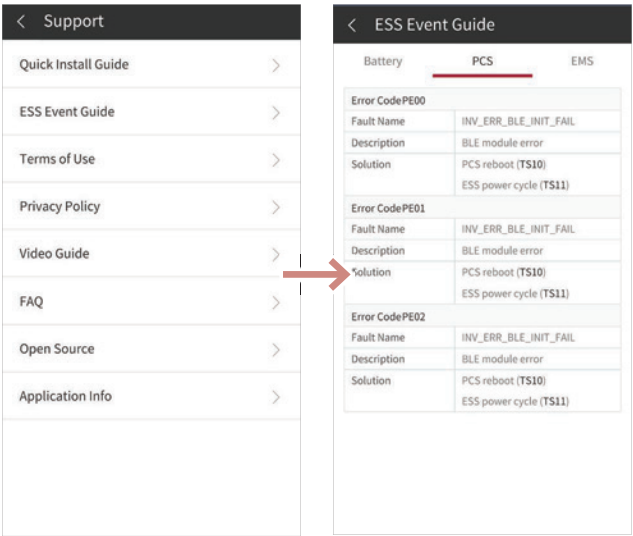 Support
Quick Install Guide
ESS Event Guide
Terms of Use
Privacy Policy
Video Guide
FAQ
Open Source
Application Info
ESS Event Guide
Battery PCS EMS
Error CodePE00
Fault Name INV_ERR_BLE_INIT_FAIL
Description BLE module error
Solution PCS reboot (TS10)
ESS power cycle (TS11)
Error CodePE01
Fault Name INV_ERR_BLE_INIT_FAIL
Description BLE module error
Solution PCS reboot (TS10)
ESS power cycle (TS11)
Error CodePE02
Fault Name INV_ERR_BLE_INIT_FAIL
Description BLE module error
Solution PCS reboot (TS10)
ESS power cycle (TS11)